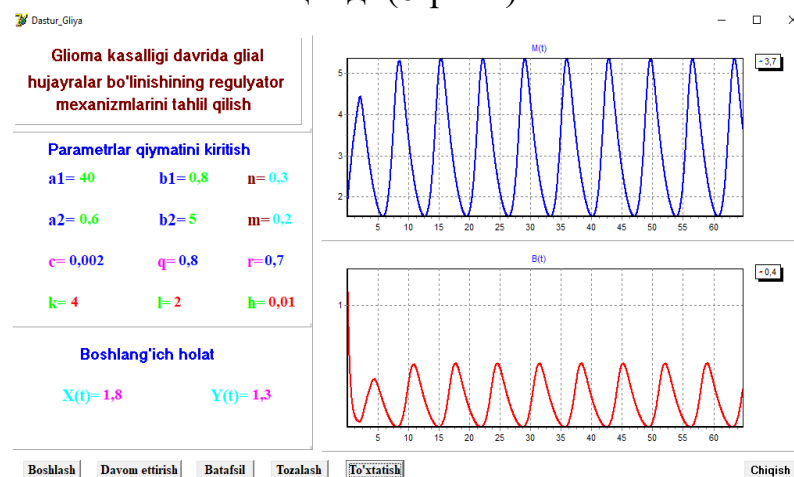 Dastur_Gliya
Glioma kasalligi davrida glial
hujayralar bo'linishining regulyator
mexanizmlarini tahlil qilish
Parametrlar qiymatini kiritish
a1= 40 b1= 0,8 n= 0,3
a2= 0,6 b2= 5 m= 0,2
c= 0,002 q= 0,8 r= 0,7
k= 4 l= 2 h= 0,01
Boshlang'ich holat
X(t)= 1,8 Y(t)= 1,3
M(t)
3,7
5
4
3
2
5 10 15 20 25 30 35 40 45 50 55 60
B(t)
0,4
1
5 10 15 20 25 30 35 40 45 50 55 60
Boshlash Davom ettirish Batafsil Tozalash To'xtatish Chiqish